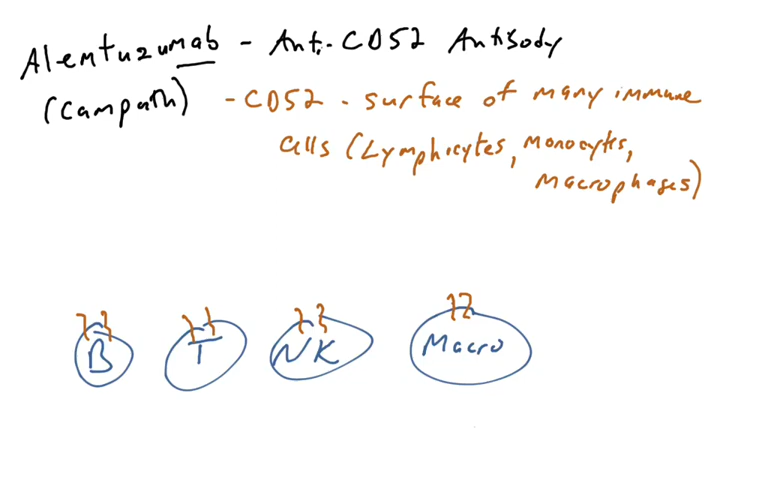 Alemtuzumab - Anti-CD52 Antibody
(Campath) - CD52 - surface of many immune
cells (Lymphocytes, Monocytes,
Macrophages)
B T NK Macro